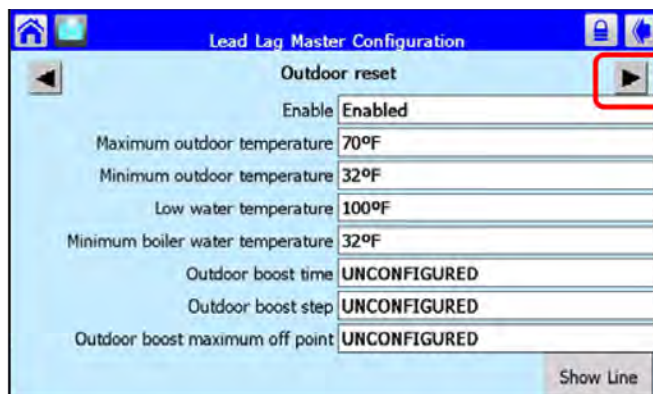 Lead Lag Master Configuration
Outdoor reset
Enable Enabled
Maximum outdoor temperature 70ºF
Minimum outdoor temperature 32ºF
Low water temperature 100ºF
Minimum boiler water temperature 32ºF
Outdoor boost time UNCONFIGURED
Outdoor boost step UNCONFIGURED
Outdoor boost maximum off point UNCONFIGURED
Show Line